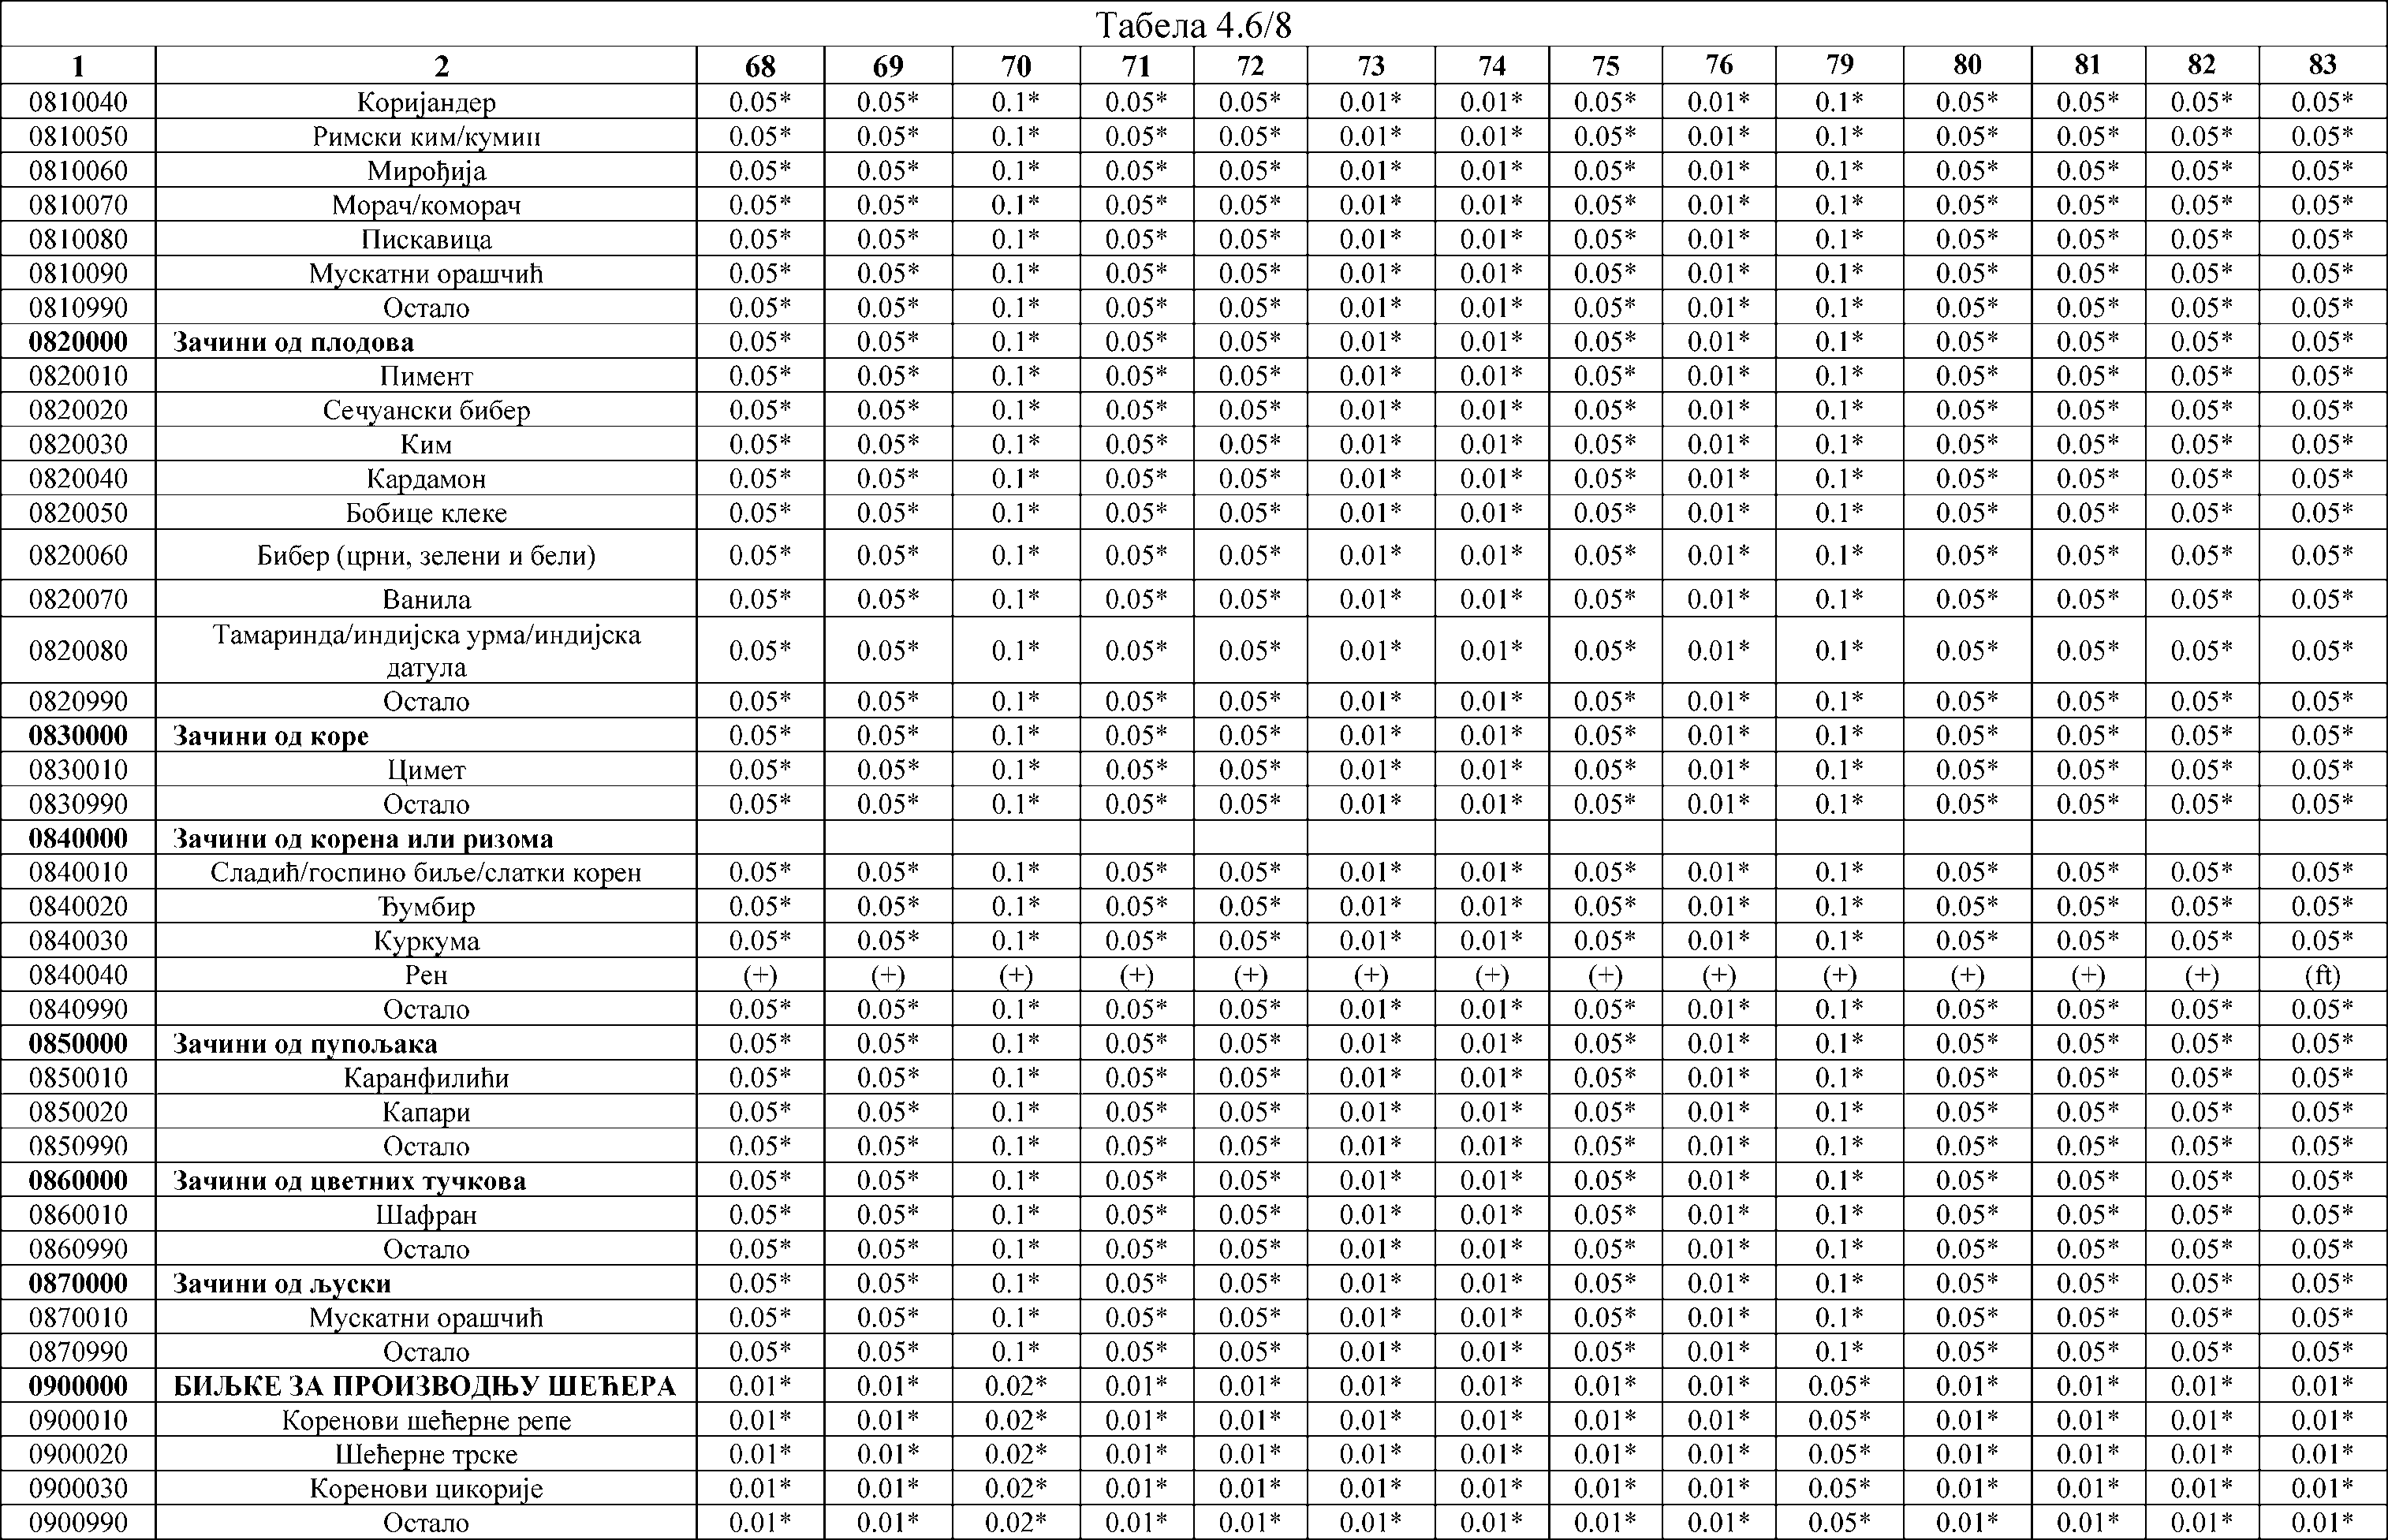 Табела 4.6/8
1 2 68 69 70 71 72 73 74 75 76 79 80 81 82 83
0810040 Коријандер 0.05* 0.05* 0.1* 0.05* 0.05* 0.01* 0.01* 0.05* 0.01* 0.1* 0.05* 0.05* 0.05* 0.05*
0810050 Римски ким/кумин 0.05* 0.05* 0.1* 0.05* 0.05* 0.01* 0.01* 0.05* 0.01* 0.1* 0.05* 0.05* 0.05* 0.05*
0810060 Мирођија 0.05* 0.05* 0.1* 0.05* 0.05* 0.01* 0.01* 0.05* 0.01* 0.1* 0.05* 0.05* 0.05* 0.05*
0810070 Морач/коморач 0.05* 0.05* 0.1* 0.05* 0.05* 0.01* 0.01* 0.05* 0.01* 0.1* 0.05* 0.05* 0.05* 0.05*
0810080 Пискавица 0.05* 0.05* 0.1* 0.05* 0.05* 0.01* 0.01* 0.05* 0.01* 0.1* 0.05* 0.05* 0.05* 0.05*
0810090 Мускатни орашчић 0.05* 0.05* 0.1* 0.05* 0.05* 0.01* 0.01* 0.05* 0.01* 0.1* 0.05* 0.05* 0.05* 0.05*
0810990 Остало 0.05* 0.05* 0.1* 0.05* 0.05* 0.01* 0.01* 0.05* 0.01* 0.1* 0.05* 0.05* 0.05* 0.05*
0820000 Зачини од плодова 0.05* 0.05* 0.1* 0.05* 0.05* 0.01* 0.01* 0.05* 0.01* 0.1* 0.05* 0.05* 0.05* 0.05*
0820010 Пимент 0.05* 0.05* 0.1* 0.05* 0.05* 0.01* 0.01* 0.05* 0.01* 0.1* 0.05* 0.05* 0.05* 0.05*
0820020 Сечуански бибер 0.05* 0.05* 0.1* 0.05* 0.05* 0.01* 0.01* 0.05* 0.01* 0.1* 0.05* 0.05* 0.05* 0.05*
0820030 Ким 0.05* 0.05* 0.1* 0.05* 0.05* 0.01* 0.01* 0.05* 0.01* 0.1* 0.05* 0.05* 0.05* 0.05*
0820040 Кардамон 0.05* 0.05* 0.1* 0.05* 0.05* 0.01* 0.01* 0.05* 0.01* 0.1* 0.05* 0.05* 0.05* 0.05*
0820050 Бобице клеке 0.05* 0.05* 0.1* 0.05* 0.05* 0.01* 0.01* 0.05* 0.01* 0.1* 0.05* 0.05* 0.05* 0.05*
0820060 Бибер (црни, зелени и бели) 0.05* 0.05* 0.1* 0.05* 0.05* 0.01* 0.01* 0.05* 0.01* 0.1* 0.05* 0.05* 0.05* 0.05*
0820070 Ванила 0.05* 0.05* 0.1* 0.05* 0.05* 0.01* 0.01* 0.05* 0.01* 0.1* 0.05* 0.05* 0.05* 0.05*
Тамаринда/индијска урма/индијска
0820080 датула 0.05* 0.05* 0.1* 0.05* 0.05* 0.01* 0.01* 0.05* 0.01* 0.1* 0.05* 0.05* 0.05* 0.05*
0820990 Остало 0.05* 0.05* 0.1* 0.05* 0.05* 0.01* 0.01* 0.05* 0.01* 0.1* 0.05* 0.05* 0.05* 0.05*
0830000 Зачини од коре 0.05* 0.05* 0.1* 0.05* 0.05* 0.01* 0.01* 0.05* 0.01* 0.1* 0.05* 0.05* 0.05* 0.05*
0830010 Цимет 0.05* 0.05* 0.1* 0.05* 0.05* 0.01* 0.01* 0.05* 0.01* 0.1* 0.05* 0.05* 0.05* 0.05*
0830990 Остало 0.05* 0.05* 0.1* 0.05* 0.05* 0.01* 0.01* 0.05* 0.01* 0.1* 0.05* 0.05* 0.05* 0.05*
0840000 Зачини од корена или ризома
0840010 Сладић/госпино биље/слатки корен 0.05* 0.05* 0.1* 0.05* 0.05* 0.01* 0.01* 0.05* 0.01* 0.1* 0.05* 0.05* 0.05* 0.05*
0840020 Ђумбир 0.05* 0.05* 0.1* 0.05* 0.05* 0.01* 0.01* 0.05* 0.01* 0.1* 0.05* 0.05* 0.05* 0.05*
0840030 Куркума 0.05* 0.05* 0.1* 0.05* 0.05* 0.01* 0.01* 0.05* 0.01* 0.1* 0.05* 0.05* 0.05* 0.05*
0840040 Рен (+) (+) (+) (+) (+) (+) (+) (+) (+) (+) (+) (+) (+) (ft)
0840990 Остало 0.05* 0.05* 0.1* 0.05* 0.05* 0.01* 0.01* 0.05* 0.01* 0.1* 0.05* 0.05* 0.05* 0.05*
0850000 Зачини од пупољака 0.05* 0.05* 0.1* 0.05* 0.05* 0.01* 0.01* 0.05* 0.01* 0.1* 0.05* 0.05* 0.05* 0.05*
0850010 Каранфилићи 0.05* 0.05* 0.1* 0.05* 0.05* 0.01* 0.01* 0.05* 0.01* 0.1* 0.05* 0.05* 0.05* 0.05*
0850020 Капари 0.05* 0.05* 0.1* 0.05* 0.05* 0.01* 0.01* 0.05* 0.01* 0.1* 0.05* 0.05* 0.05* 0.05*
0850990 Остало 0.05* 0.05* 0.1* 0.05* 0.05* 0.01* 0.01* 0.05* 0.01* 0.1* 0.05* 0.05* 0.05* 0.05*
0860000 Зачини од цветних тучкова 0.05* 0.05* 0.1* 0.05* 0.05* 0.01* 0.01* 0.05* 0.01* 0.1* 0.05* 0.05* 0.05* 0.05*
0860010 Шафран 0.05* 0.05* 0.1* 0.05* 0.05* 0.01* 0.01* 0.05* 0.01* 0.1* 0.05* 0.05* 0.05* 0.05*
0860990 Остало 0.05* 0.05* 0.1* 0.05* 0.05* 0.01* 0.01* 0.05* 0.01* 0.1* 0.05* 0.05* 0.05* 0.05*
0870000 Зачини од љуски 0.05* 0.05* 0.1* 0.05* 0.05* 0.01* 0.01* 0.05* 0.01* 0.1* 0.05* 0.05* 0.05* 0.05*
0870010 Мускатни орашчић 0.05* 0.05* 0.1* 0.05* 0.05* 0.01* 0.01* 0.05* 0.01* 0.1* 0.05* 0.05* 0.05* 0.05*
0870990 Остало 0.05* 0.05* 0.1* 0.05* 0.05* 0.01* 0.01* 0.05* 0.01* 0.1* 0.05* 0.05* 0.05* 0.05*
0900000 БИЉКЕ ЗА ПРОИЗВОДЊУ ШЕЋЕРА 0.01* 0.01* 0.02* 0.01* 0.01* 0.01* 0.01* 0.01* 0.01* 0.05* 0.01* 0.01* 0.01* 0.01*
0900010 Коренови шећерне репе 0.01* 0.01* 0.02* 0.01* 0.01* 0.01* 0.01* 0.01* 0.01* 0.05* 0.01* 0.01* 0.01* 0.01*
0900020 Шећерне трске 0.01* 0.01* 0.02* 0.01* 0.01* 0.01* 0.01* 0.01* 0.01* 0.05* 0.01* 0.01* 0.01* 0.01*
0900030 Коренови цикорије 0.01* 0.01* 0.02* 0.01* 0.01* 0.01* 0.01* 0.01* 0.01* 0.05* 0.01* 0.01* 0.01* 0.01*
0900990 Остало 0.01* 0.01* 0.02* 0.01* 0.01* 0.01* 0.01* 0.01* 0.01* 0.05* 0.01* 0.01* 0.01* 0.01*